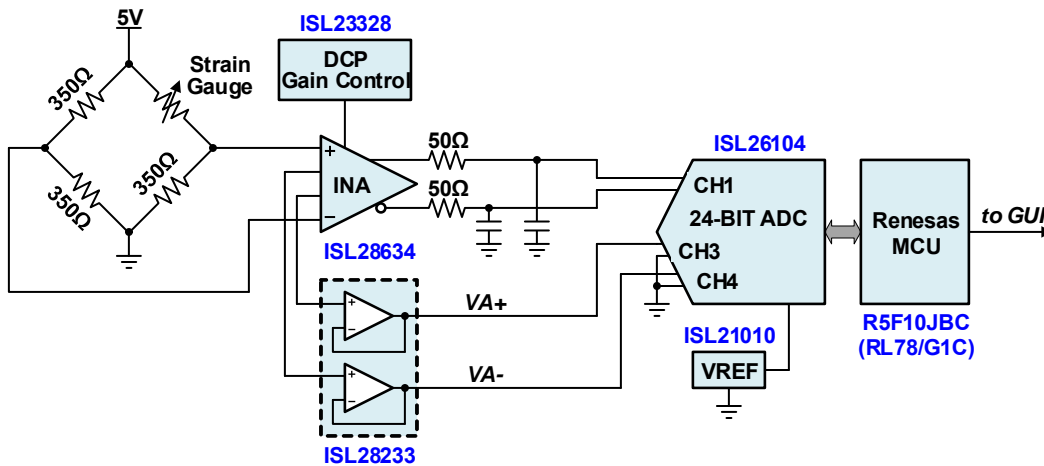 5V
ISL23328
DCP
Gain Control
Strain
Gauge
350Ω
350Ω
350Ω
50Ω
50Ω
+
INA
−
ISL28634
ISL26104
CH1
24-BIT ADC
CH3
CH4
Renesas
MCU
to GUI
R5F10JBC
(RL78/G1C)
ISL21010
VREF
+
−
VA+
+
−
VA-
ISL28233